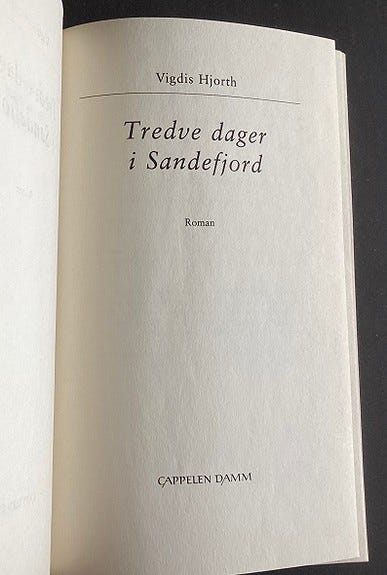 Vigdis Hjorth
Tredve dager
i Sandefjord
Roman
CAPPELEN DAMM